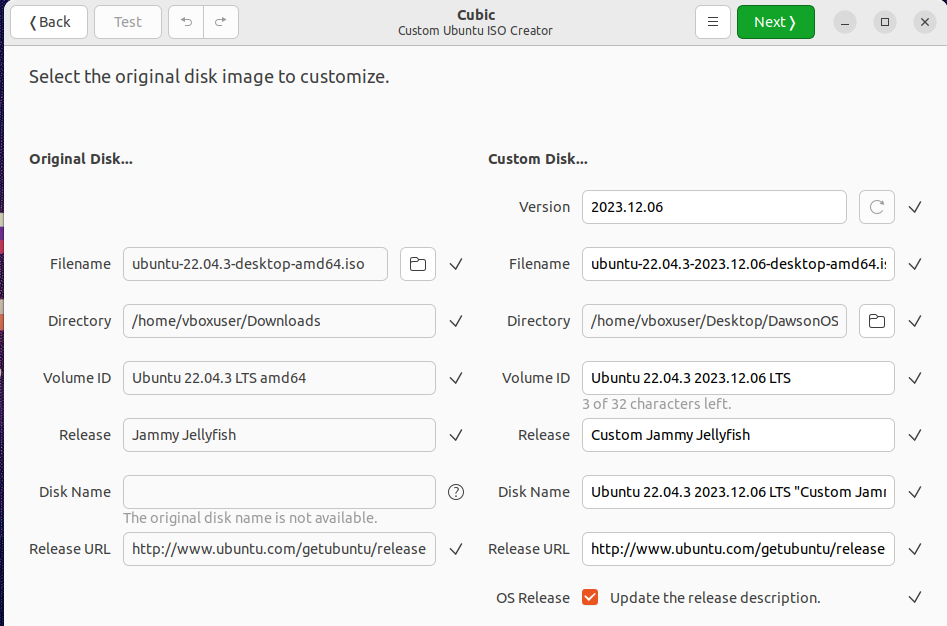 ❬Back
Test
Cubic
Custom Ubuntu ISO Creator
Next❭
Select the original disk image to customize.
Original Disk...
Custom Disk...
Version 2023.12.06
Filename ubuntu-22.04.3-desktop-amd64.iso
Filename ubuntu-22.04.3-2023.12.06-desktop-amd64.is
Directory /home/vboxuser/Downloads
Directory /home/vboxuser/Desktop/DawsonOS
Volume ID Ubuntu 22.04.3 LTS amd64
Volume ID Ubuntu 22.04.3 2023.12.06 LTS
3 of 32 characters left.
Release Jammy Jellyfish
Release Custom Jammy Jellyfish
Disk Name
The original disk name is not available.
Disk Name Ubuntu 22.04.3 2023.12.06 LTS "Custom Jamm
Release URL http://www.ubuntu.com/getubuntu/release
Release URL http://www.ubuntu.com/getubuntu/release
OS Release Update the release description.